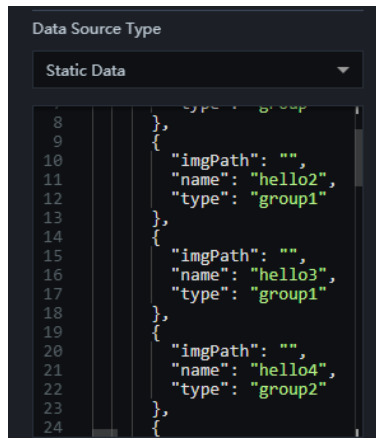 Data Source Type
Static Data
8 },
9 {
10 "imgPath": "",
11 "name": "hello2",
12 "type": "group1"
13 },
14 {
15 "imgPath": "",
16 "name": "hello3",
17 "type": "group1"
18 },
19 {
20 "imgPath": "",
21 "name": "hello4",
22 "type": "group2"
23 },
24 {